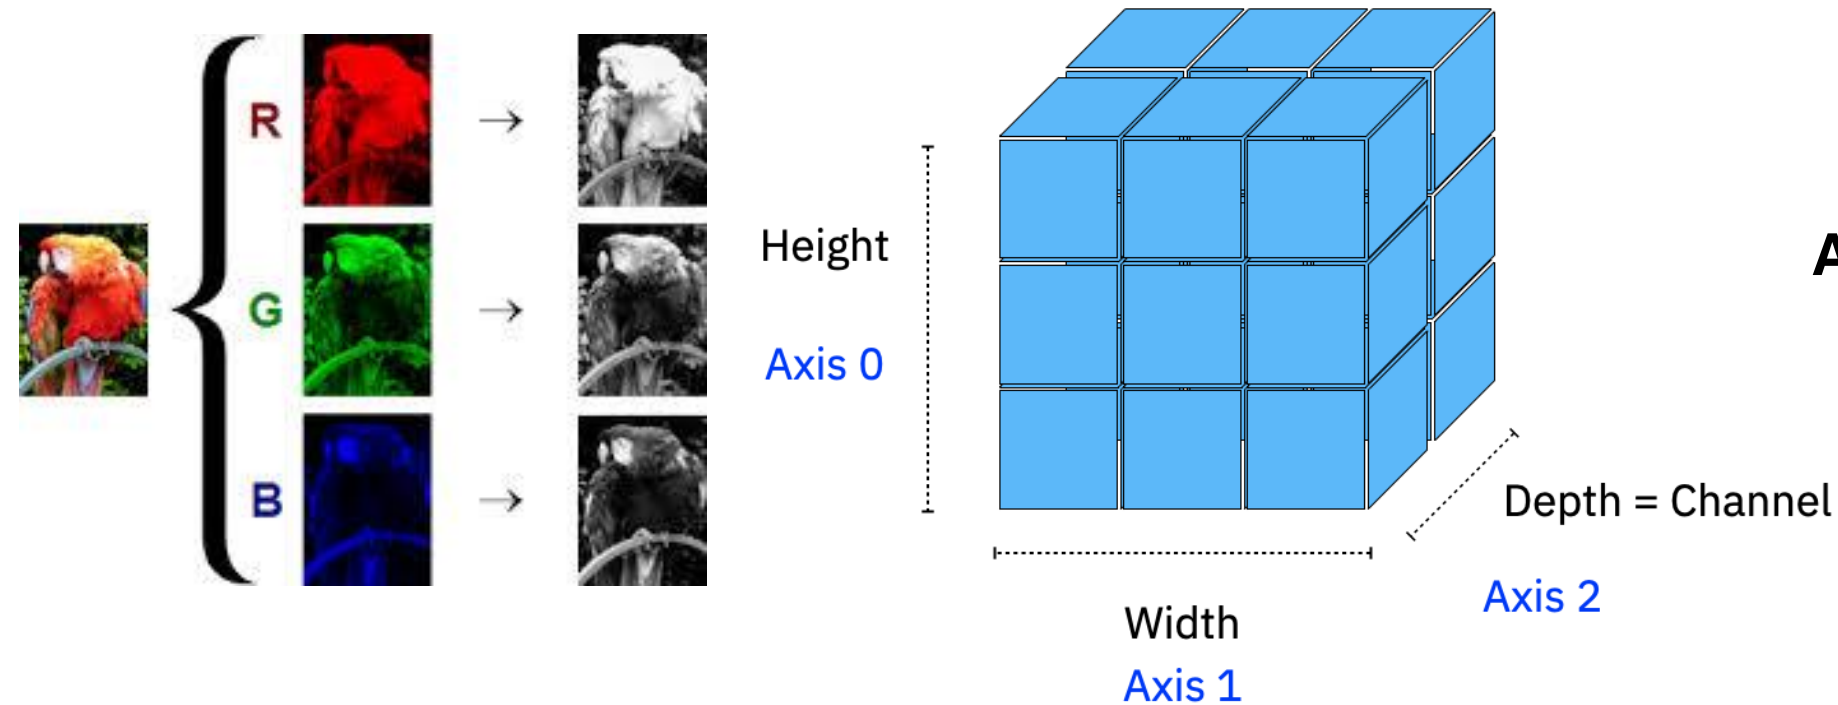 R
G
B
Height
Axis 0
Depth = Channel
Axis 2
Width
Axis 1
A